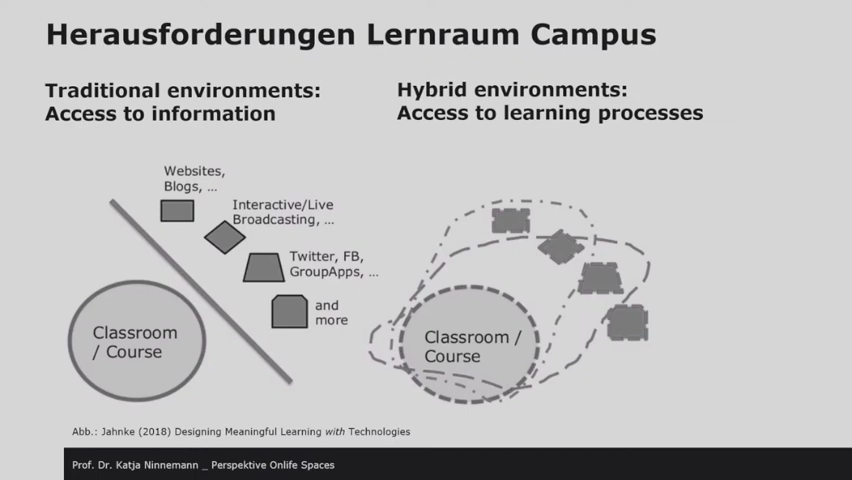 Herausforderungen Lernraum Campus
Traditional environments:
Access to information
Hybrid environments:
Access to learning processes
Websites,
Blogs, ...
Interactive/Live
Broadcasting, ...
Twitter, FB,
GroupApps, ...
and
more
Classroom
/ Course
Classroom /
Course
Abb.: Jahnke (2018) Designing Meaningful Learning with Technologies
Prof. Dr. Katja Ninnemann _ Perspektive Onlife Spaces